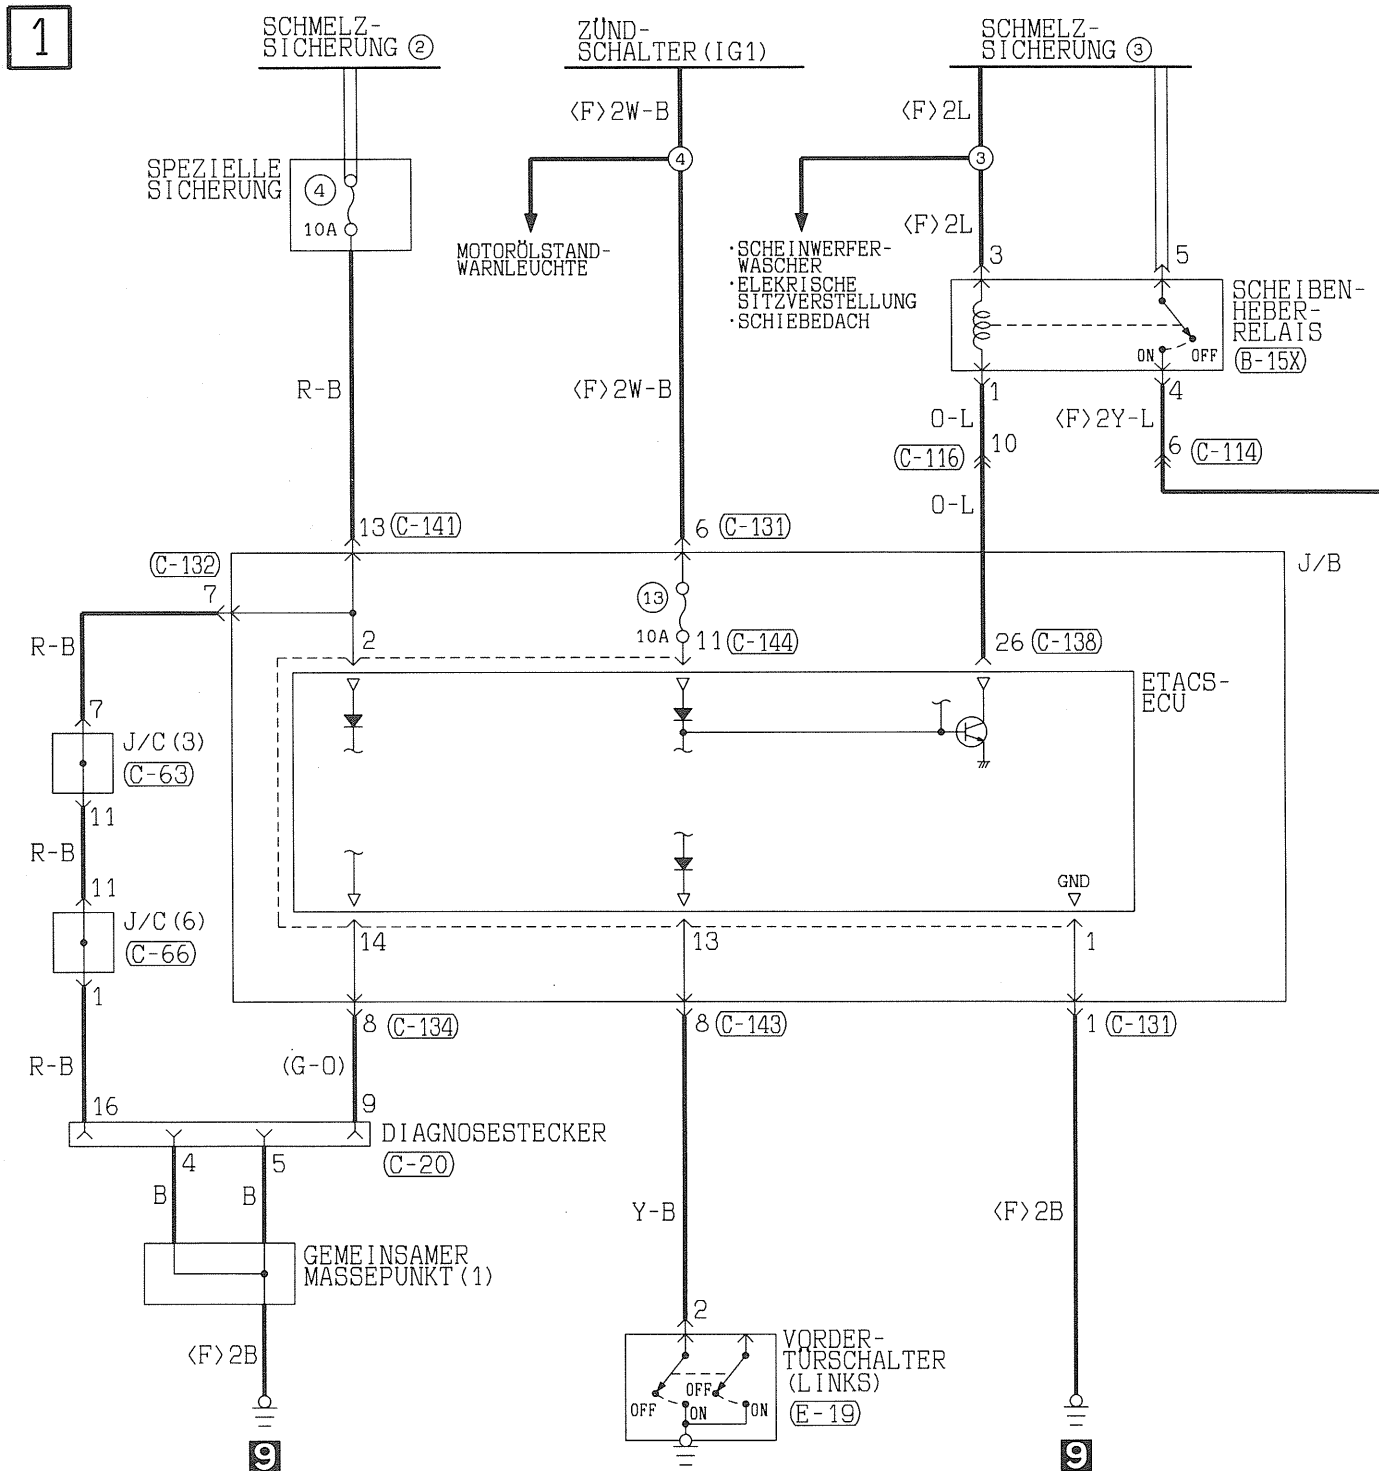 1
SCHMELZ-
SICHERUNG ②
ZÜND-
SCHALTER(IG1)
SCHMELZ-
SICHERUNG ③
〈F〉2W-B
〈F〉2L
④
③
SPEZIELLE
SICHERUNG
④
10A
〈F〉2L
MOTORÖLSTAND-
WARNLEUCHTE
·SCHEINWERFER-
WASCHER
·ELEKRISCHE
SITZVERSTELLUNG
·SCHIEBEDACH
3
5
SCHEIBEN-
HEBER-
RELAIS
(B-15X)
ON
OFF
R-B
〈F〉2W-B
1
4
O-L
〈F〉2Y-L
(C-116)
10
6
(C-114)
O-L
13 (C-141)
6 (C-131)
(C-132)
7
J/B
⑬
10A
R-B
2
11 (C-144)
26 (C-138)
ETACS-
ECU
7
J/C(3)
(C-63)
11
R-B
11
GND
J/C(6)
(C-66)
14
13
1
1
8 (C-134)
8 (C-143)
1 (C-131)
R-B
(G-O)
16
9
DIAGNOSESTECKER
(C-20)
4
5
B
B
Y-B
〈F〉2B
GEMEINSAMER
MASSEPUNKT(1)
2
〈F〉2B
VORDER-
TÜRSCHALTER
(LINKS)
(E-19)
OFF
OFF
ON
ON
9
9